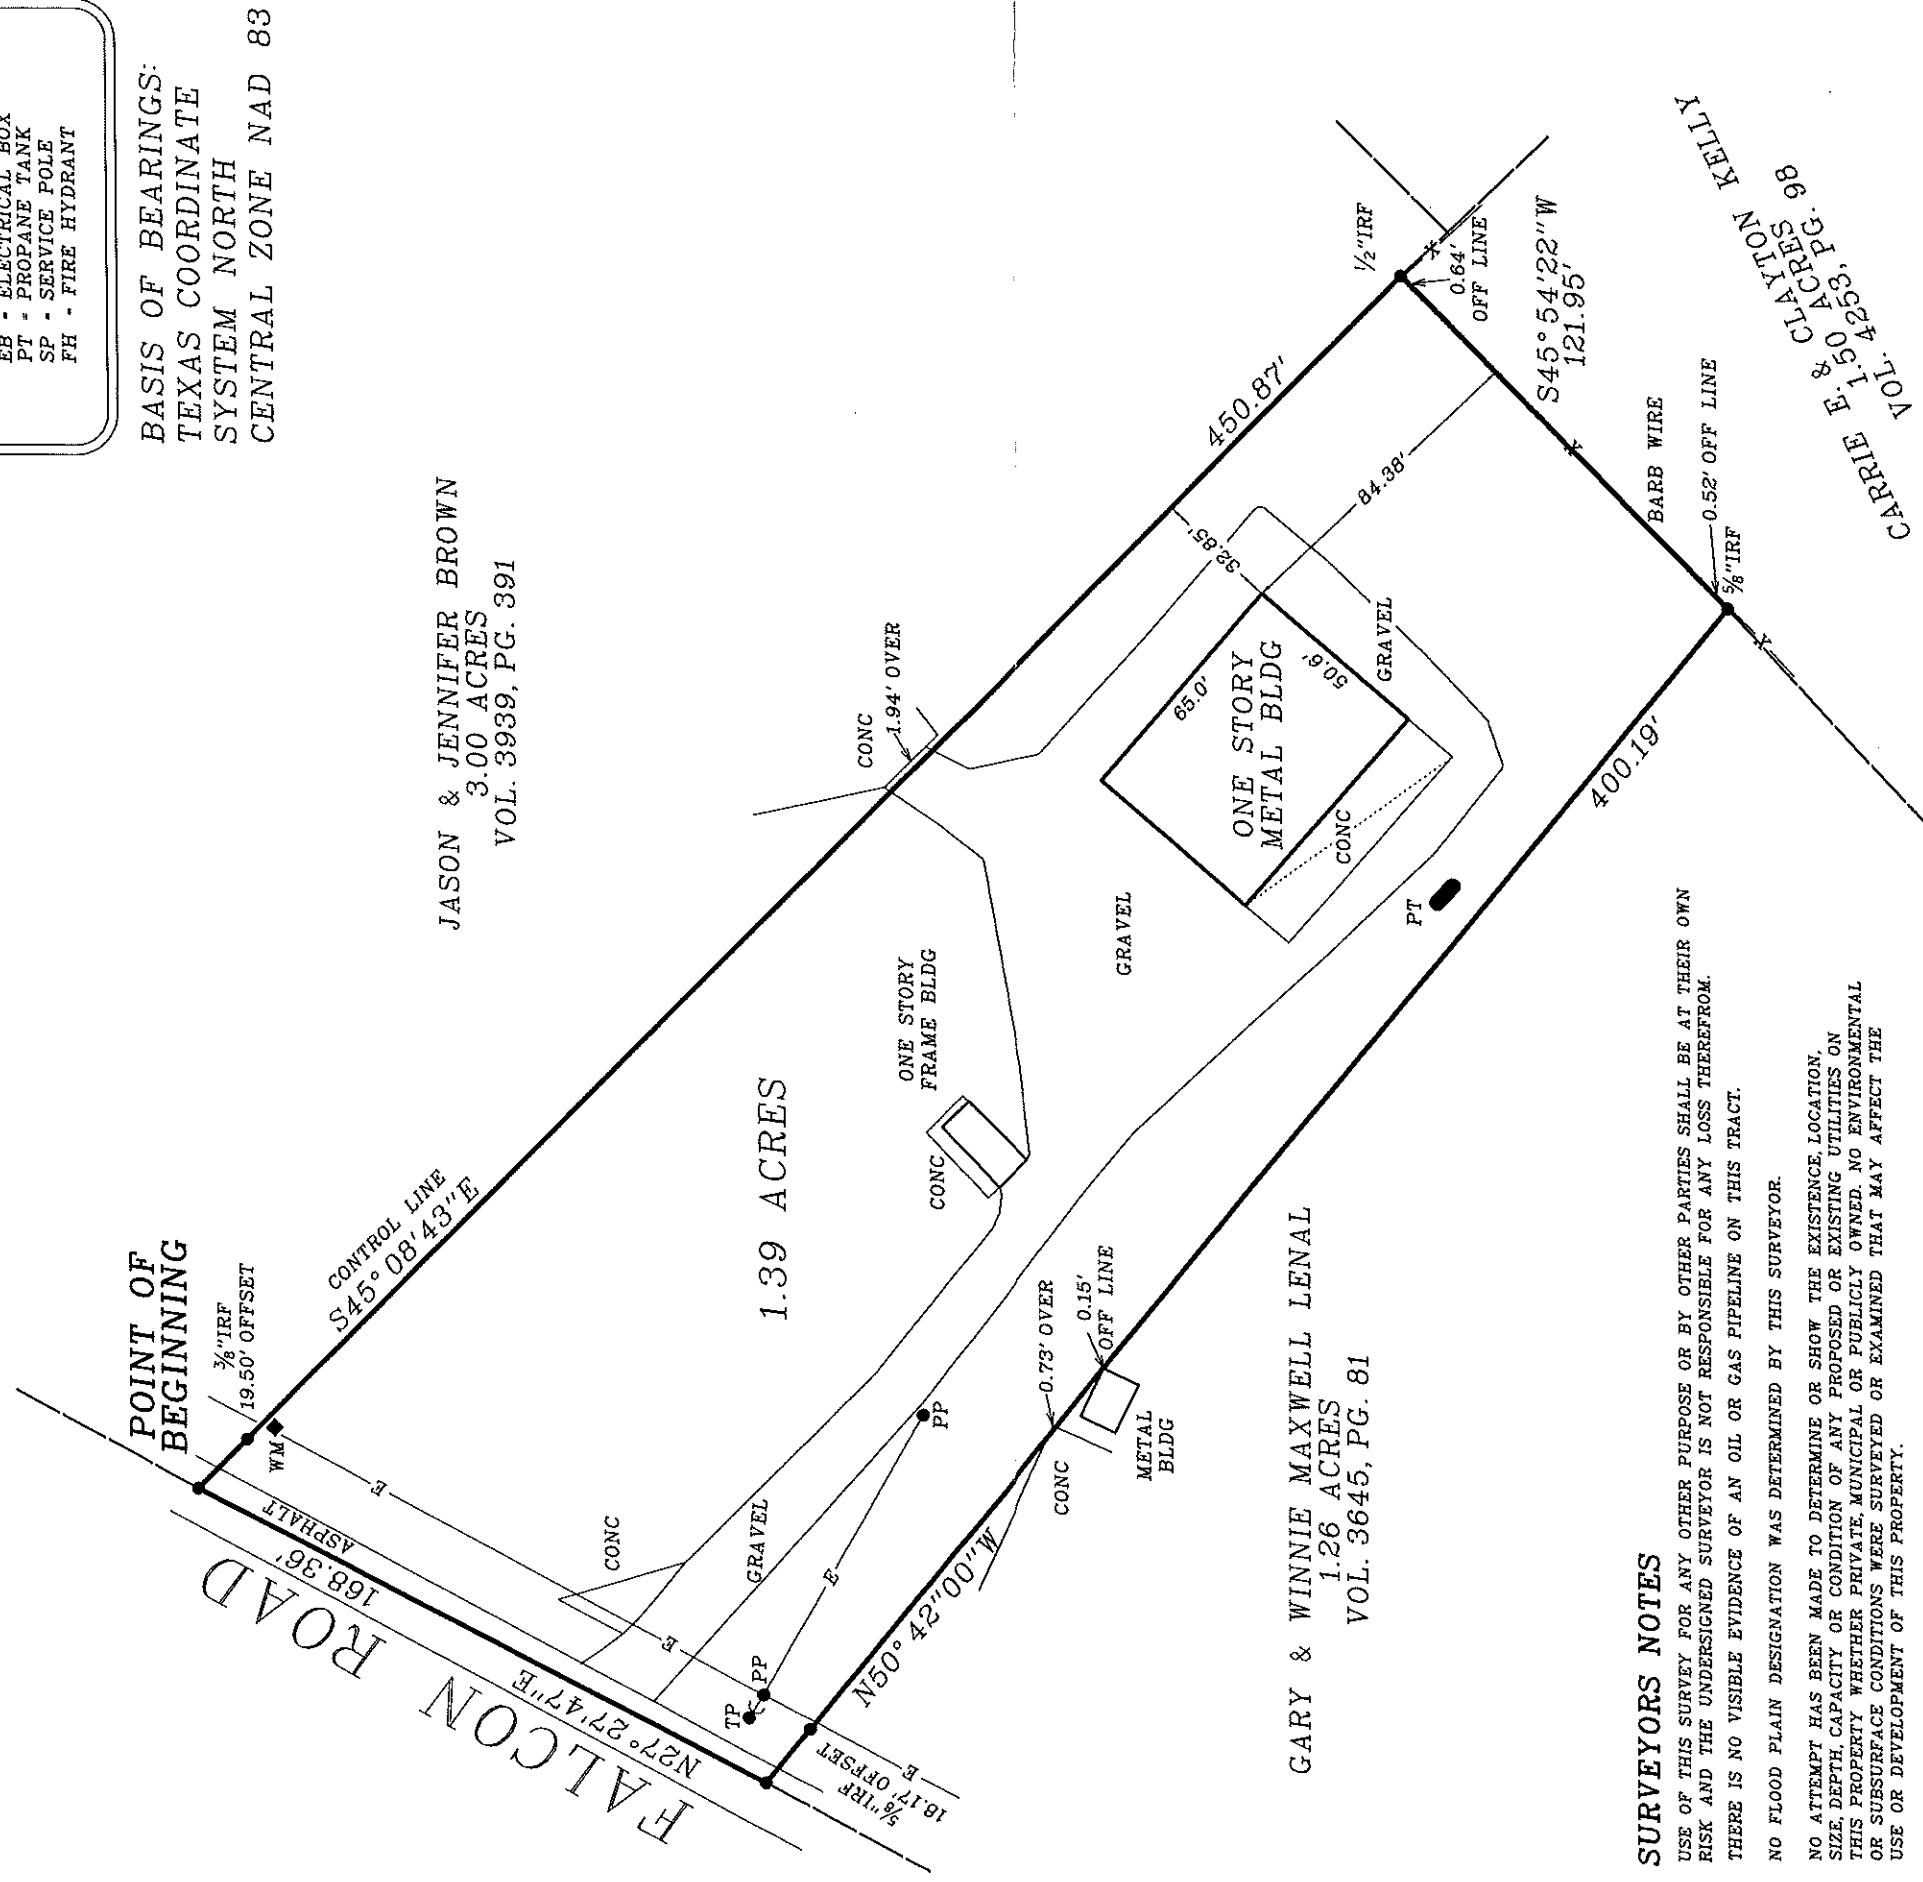 EB - ELECTRICAL BOX
PT - PROPANE TANK
SP - SERVICE POLE
FH - FIRE HYDRANT
BASIS OF BEARINGS:
TEXAS COORDINATE
SYSTEM NORTH
CENTRAL ZONE NAD 83
JASON & JENNIFER BROWN
3.00 ACRES
VOL. 3939, PG. 391
POINT OF
BEGINNING
3/8"IRF
19.50' OFFSET
CONTROL LINE
S45°08'43"E
450.87'
1/2"IRF
0.64'
OFF LINE
S45°54'22"W
121.95'
CARRIE E. & CLAYTON KELLY
1.50 ACRES
VOL. 4253, PG. 98
BARB WIRE
0.52' OFF LINE
5/8"IRF
84.38'
32.85'
GRAVEL
50.6'
65.0'
ONE STORY
METAL BLDG
CONC
CONC
1.94' OVER
GRAVEL
PT
400.19'
ONE STORY
FRAME BLDG
CONC
1.39 ACRES
WM
E
ASPHALT
168.36'
FALCON ROAD
N27°27'47"E
CONC
GRAVEL
E
E
PP
PP
TP
5/8"IRF
18.17' OFFSET
E
N50°42'00"W
0.73' OVER
0.15'
OFF LINE
CONC
METAL
BLDG
GARY & WINNIE MAXWELL LENAL
1.26 ACRES
VOL. 3645, PG. 81
SURVEYORS NOTES
USE OF THIS SURVEY FOR ANY OTHER PURPOSE OR BY OTHER PARTIES SHALL BE AT THEIR OWN
RISK AND THE UNDERSIGNED SURVEYOR IS NOT RESPONSIBLE FOR ANY LOSS THEREFROM.
THERE IS NO VISIBLE EVIDENCE OF AN OIL OR GAS PIPELINE ON THIS TRACT.
NO FLOOD PLAIN DESIGNATION WAS DETERMINED BY THIS SURVEYOR.
NO ATTEMPT HAS BEEN MADE TO DETERMINE OR SHOW THE EXISTENCE, LOCATION,
SIZE, DEPTH, CAPACITY OR CONDITION OF ANY PROPOSED OR EXISTING UTILITIES ON
THIS PROPERTY WHETHER PRIVATE, MUNICIPAL OR PUBLICLY OWNED. NO ENVIRONMENTAL
OR SUBSURFACE CONDITIONS WERE SURVEYED OR EXAMINED THAT MAY AFFECT THE
USE OR DEVELOPMENT OF THIS PROPERTY.